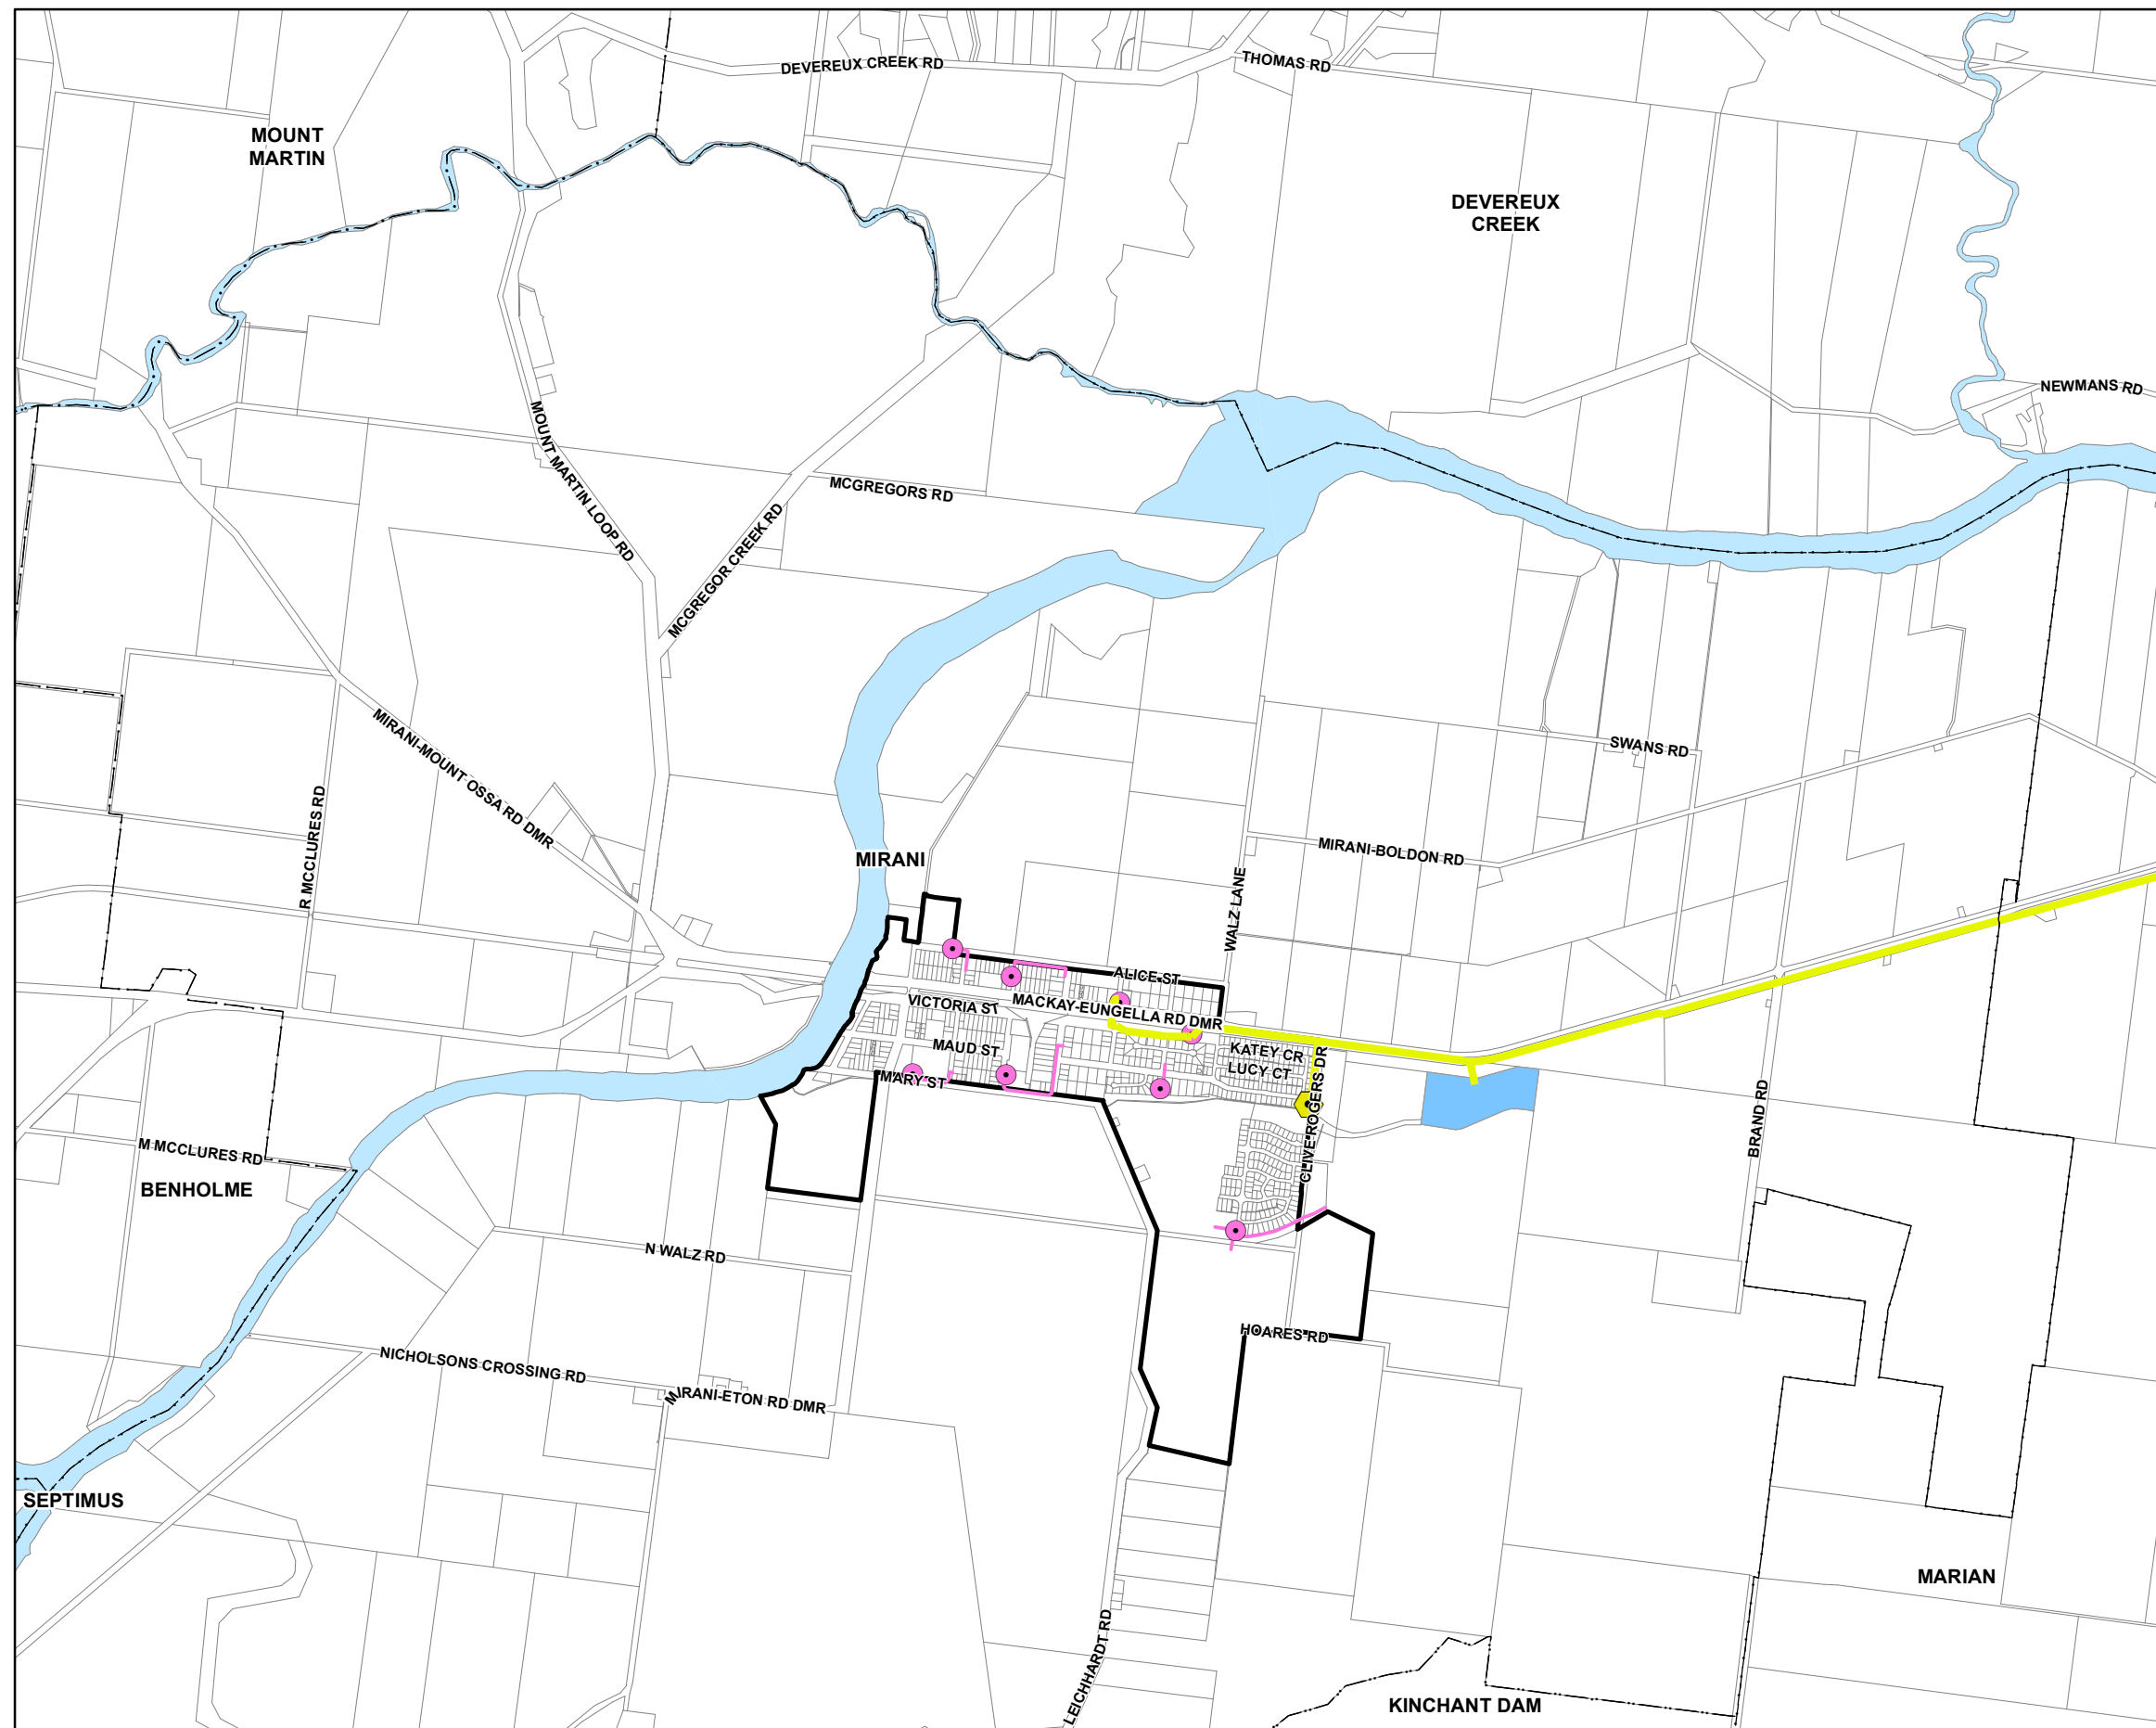 DEVEREUX CREEK RD
THOMAS RD
MOUNT
MARTIN
DEVEREUX
CREEK
NEWMANS RD
MOUNT MARTIN LOOP RD
MCGREGORS RD
MCGREGOR CREEK RD
MIRANI-MOUNT OSSA RD DMR
SWANS RD
R MCCLURES RD
MIRANI
MIRANI-BOLDON RD
WALZ LANE
ALICE ST
VICTORIA ST
MACKAY-EUNGELLA RD DMR
MAUD ST
KATEY CR
LUCY CT
MARY ST
CLIVE ROGERS DR
BRAND RD
M MCCLURES RD
BENHOLME
N WALZ RD
HOARES RD
NICHOLSONS CROSSING RD
MIRANI-ETON RD DMR
SEPTIMUS
MARIAN
LEICHHARDT RD
KINCHANT DAM